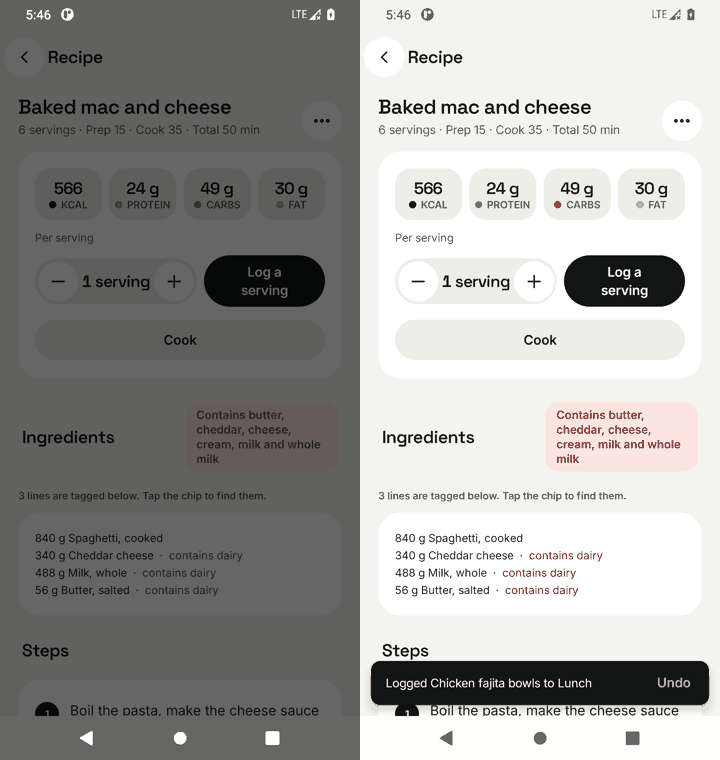 5:46
LTE
Recipe
Baked mac and cheese
6 servings · Prep 15 · Cook 35 · Total 50 min
566
KCAL
24 g
PROTEIN
49 g
CARBS
30 g
FAT
Per serving
1 serving
Log a
serving
Cook
Ingredients
Contains butter,
cheddar, cheese,
cream, milk and whole
milk
3 lines are tagged below. Tap the chip to find them.
840 g Spaghetti, cooked
340 g Cheddar cheese · contains dairy
488 g Milk, whole · contains dairy
56 g Butter, salted · contains dairy
Steps
1 Boil the pasta, make the cheese sauce
5:46
LTE
Recipe
Baked mac and cheese
6 servings · Prep 15 · Cook 35 · Total 50 min
566
KCAL
24 g
PROTEIN
49 g
CARBS
30 g
FAT
Per serving
1 serving
Log a
serving
Cook
Ingredients
Contains butter,
cheddar, cheese,
cream, milk and whole
milk
3 lines are tagged below. Tap the chip to find them.
840 g Spaghetti, cooked
340 g Cheddar cheese · contains dairy
488 g Milk, whole · contains dairy
56 g Butter, salted · contains dairy
Steps
Logged Chicken fajita bowls to Lunch Undo
1 Boil the pasta, make the cheese sauce